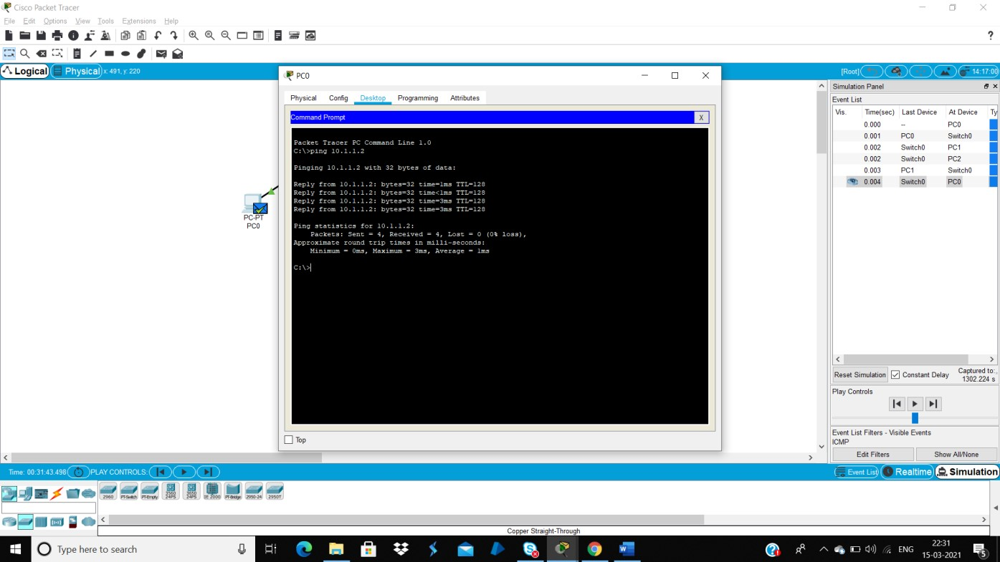 Cisco Packet Tracer
File Edit Options View Tools Extensions Help
?
Logical Physical x: 491, y: 220 [Root] 14:17:00
PC0
Physical Config Desktop Programming Attributes
Command Prompt X
Packet Tracer PC Command Line 1.0
C:\>ping 10.1.1.2
Pinging 10.1.1.2 with 32 bytes of data:
Reply from 10.1.1.2: bytes=32 time=1ms TTL=128
Reply from 10.1.1.2: bytes=32 time<1ms TTL=128
Reply from 10.1.1.2: bytes=32 time=3ms TTL=128
Reply from 10.1.1.2: bytes=32 time=3ms TTL=128
Ping statistics for 10.1.1.2:
Packets: Sent = 4, Received = 4, Lost = 0 (0% loss),
Approximate round trip times in milli-seconds:
Minimum = 0ms, Maximum = 3ms, Average = 1ms
C:\>
Top
PC-PT
PC0
Simulation Panel
Event List
Vis. Time(sec) Last Device At Device Ty
0.000 -- PC0
0.001 PC0 Switch0
0.002 Switch0 PC1
0.002 Switch0 PC2
0.003 PC1 Switch0
0.004 Switch0 PC0
Reset Simulation Constant Delay Captured to:
1302.224 s
Play Controls
Event List Filters - Visible Events
ICMP
Edit Filters Show All/None
Time: 00:31:43.498 PLAY CONTROLS: Event List Realtime Simulation
2960 PT-Switch PT-Empty 3560 24PS 3650 24PS IE 2000 PT-Bridge 2950-24 2950T
Copper Straight-Through
Type here to search
ENG
22:31
15-03-2021
5